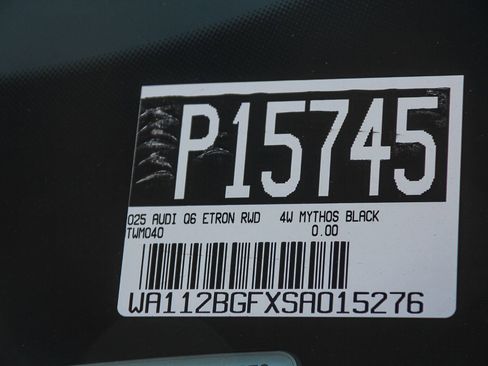 P15745
025 AUDI Q6 ETRON RWD 4W MYTHOS BLACK
TWM040 0.00
WA112BGFXSA015276